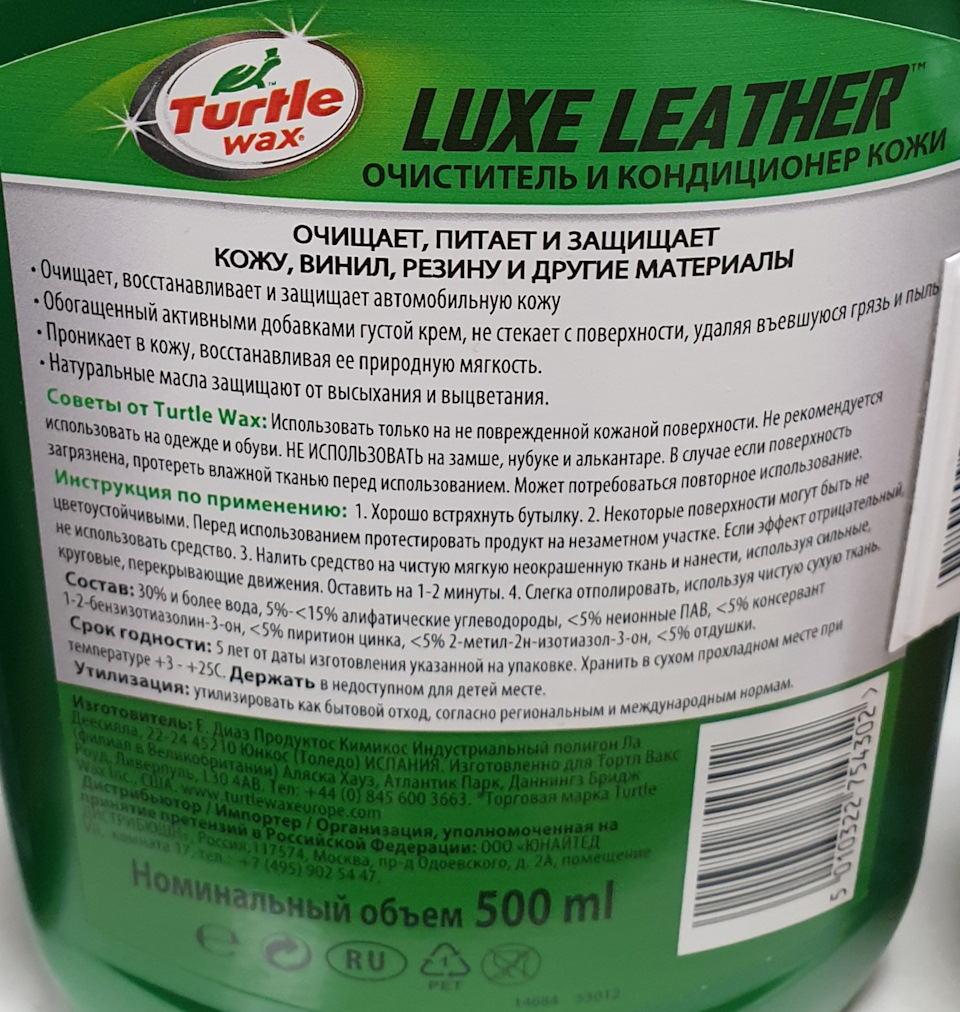 Turtle
wax
LUXE LEATHER™
ОЧИСТИТЕЛЬ И КОНДИЦИОНЕР КОЖИ
ОЧИЩАЕТ, ПИТАЕТ И ЗАЩИЩАЕТ
КОЖУ, ВИНИЛ, РЕЗИНУ И ДРУГИЕ МАТЕРИАЛЫ
• Очищает, восстанавливает и защищает автомобильную кожу
• Обогащенный активными добавками густой крем, не стекает с поверхности, удаляя въевшуюся грязь и пыль
• Проникает в кожу, восстанавливая ее природную мягкость.
• Натуральные масла защищают от высыхания и выцветания.
Советы от Turtle Wax: Использовать только на не поврежденной кожаной поверхности. Не рекомендуется
использовать на одежде и обуви. НЕ ИСПОЛЬЗОВАТЬ на замше, нубуке и алькантаре. В случае если поверхность
загрязнена, протереть влажной тканью перед использованием. Может потребоваться повторное использование.
Инструкция по применению: 1. Хорошо встряхнуть бутылку. 2. Некоторые поверхности могут быть не
цветоустойчивыми. Перед использованием протестировать продукт на незаметном участке. Если эффект отрицательный,
не использовать средство. 3. Налить средство на чистую мягкую неокрашенную ткань и нанести, используя сильные,
круговые, перекрывающие движения. Оставить на 1-2 минуты. 4. Слегка отполировать, используя чистую сухую ткань.
Состав: 30% и более вода, 5%-<15% алифатические углеводороды, <5% неионные ПАВ, <5% консервант
1-2-бензизотиазолин-3-он, <5% пиритион цинка, <5% 2-метил-2н-изотиазол-3-он, <5% отдушки.
Срок годности: 5 лет от даты изготовления указанной на упаковке. Хранить в сухом прохладном месте при
температуре +3 - +25С. Держать в недоступном для детей месте.
Утилизация: утилизировать как бытовой отход, согласно региональным и международным нормам.
Изготовитель: Е. Диаз Продуктос Кимикос Индустриальный полигон Ла
Деесилла, 22-24 45210 Юнкос (Толедо) ИСПАНИЯ. Изготовленно для Тортл Вакс
(филиал в Великобритании) Аляска Хауз, Атлантик Парк, Даннингз Бридж
Роуд, Ливерпуль, L30 4AB. Тел: +44 (0) 845 600 3663. *Торговая марка Turtle
Wax Inc., США. www.turtlewaxeurope.com
Дистрибьютор / Импортер / Организация, уполномоченная на
принятие претензий в Российской Федерации: ООО «ЮНАЙТЕД
ДИСТРИБЮШН», Россия,117574, Москва, пр-д Одоевского, д. 2А, помещение
VII, комната 17, тел.: +7 (495) 902 54 47.
Номинальный объем 500 ml
5 010322 754302 >
e RU 1
PET
14684 53012